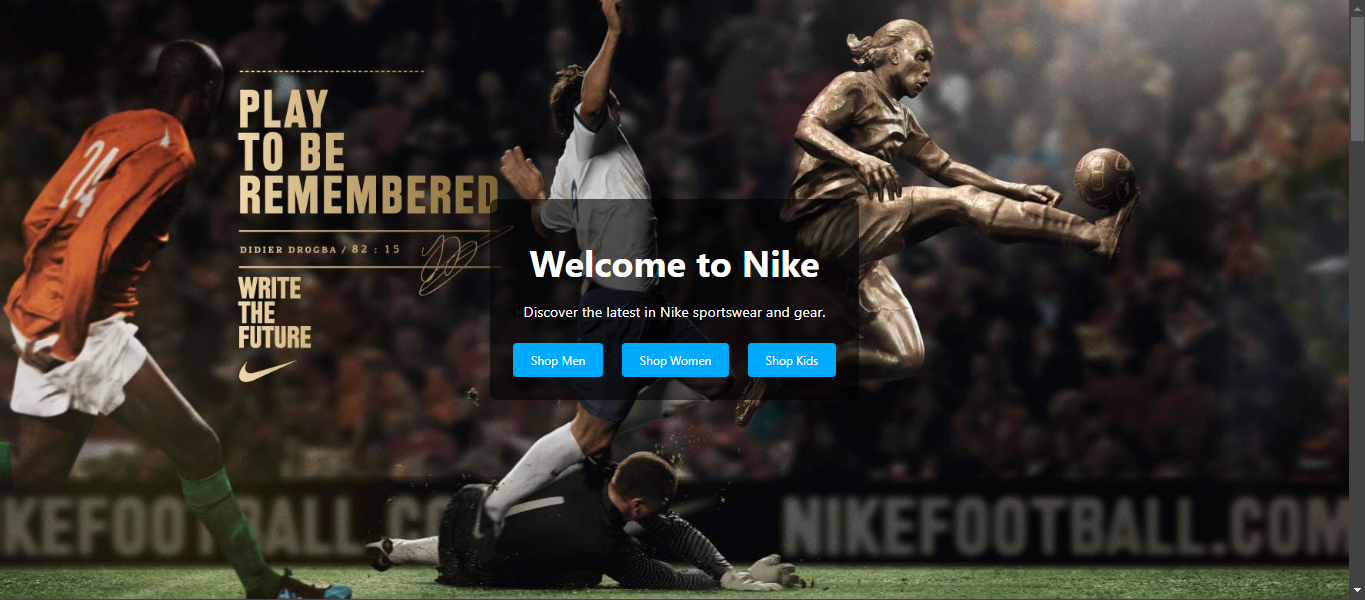 24
PLAY
TO BE
REMEMBERED
DIDIER DROGBA / 82 : 15
WRITE
THE
FUTURE
Welcome to Nike
Discover the latest in Nike sportswear and gear.
Shop Men
Shop Women
Shop Kids
KEFOOTBALL.CO
NIKEFOOTBALL.COM